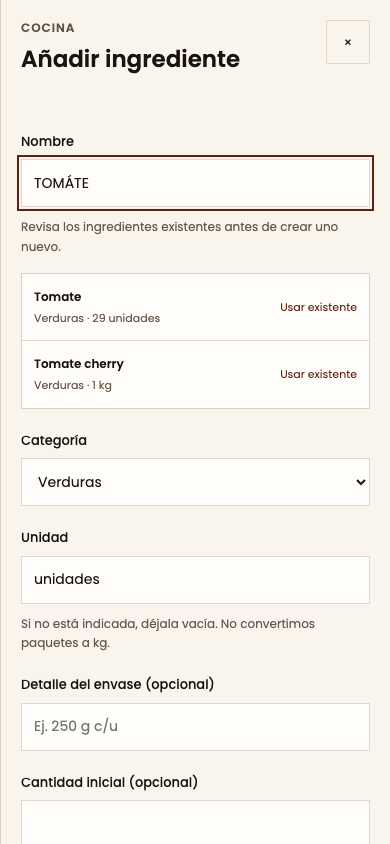 COCINA
Añadir ingrediente
×
Nombre
TOMÁTE
Revisa los ingredientes existentes antes de crear uno
nuevo.
Tomate
Verduras · 29 unidades
Usar existente
Tomate cherry
Verduras · 1 kg
Usar existente
Categoría
Verduras
Unidad
unidades
Si no está indicada, déjala vacía. No convertimos
paquetes a kg.
Detalle del envase (opcional)
Ej. 250 g c/u
Cantidad inicial (opcional)